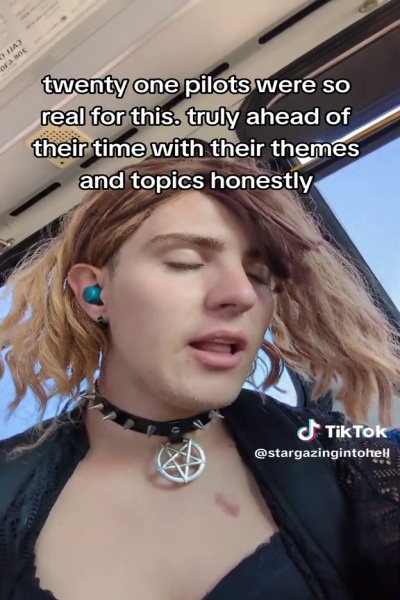 twenty one pilots were so
real for this. truly ahead of
their time with their themes
and topics honestly
TikTok
@stargazingintohell